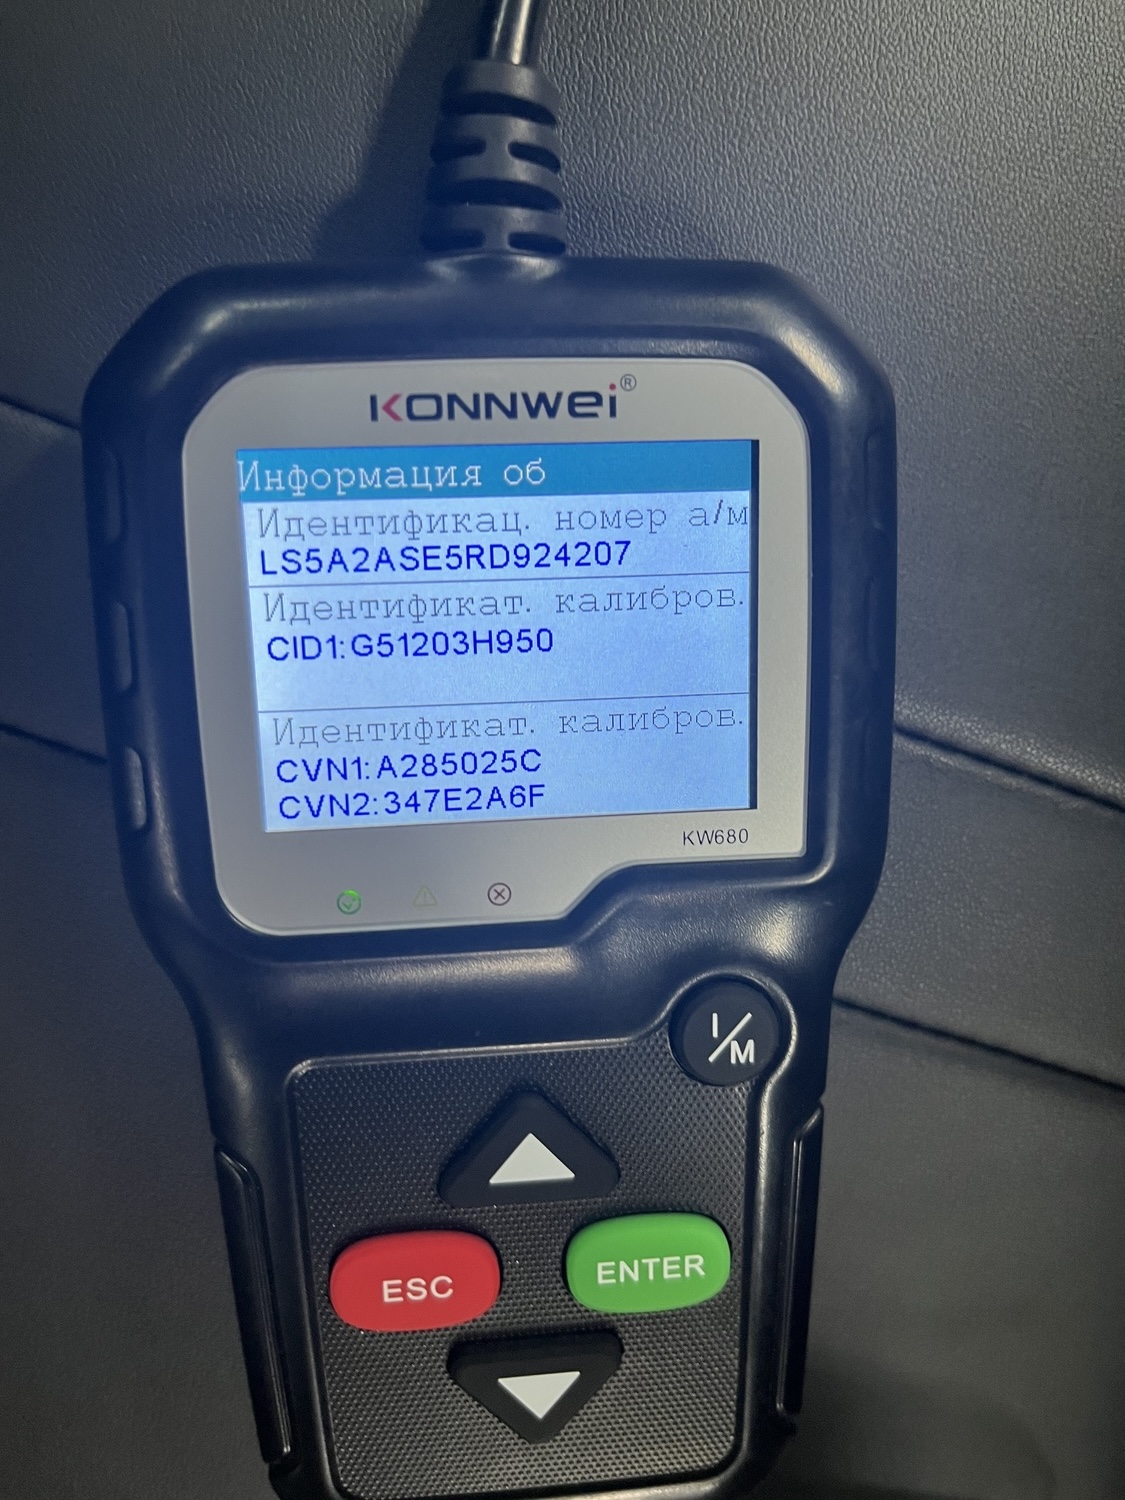 KONNWEI®
Информация об
Идентификац. номер а/м
LS5A2ASE5RD924207
Идентификат. калибров.
CID1:G51203H950
Идентификат. калибров.
CVN1:A285025C
CVN2:347E2A6F
KW680
I/M
ESC
ENTER